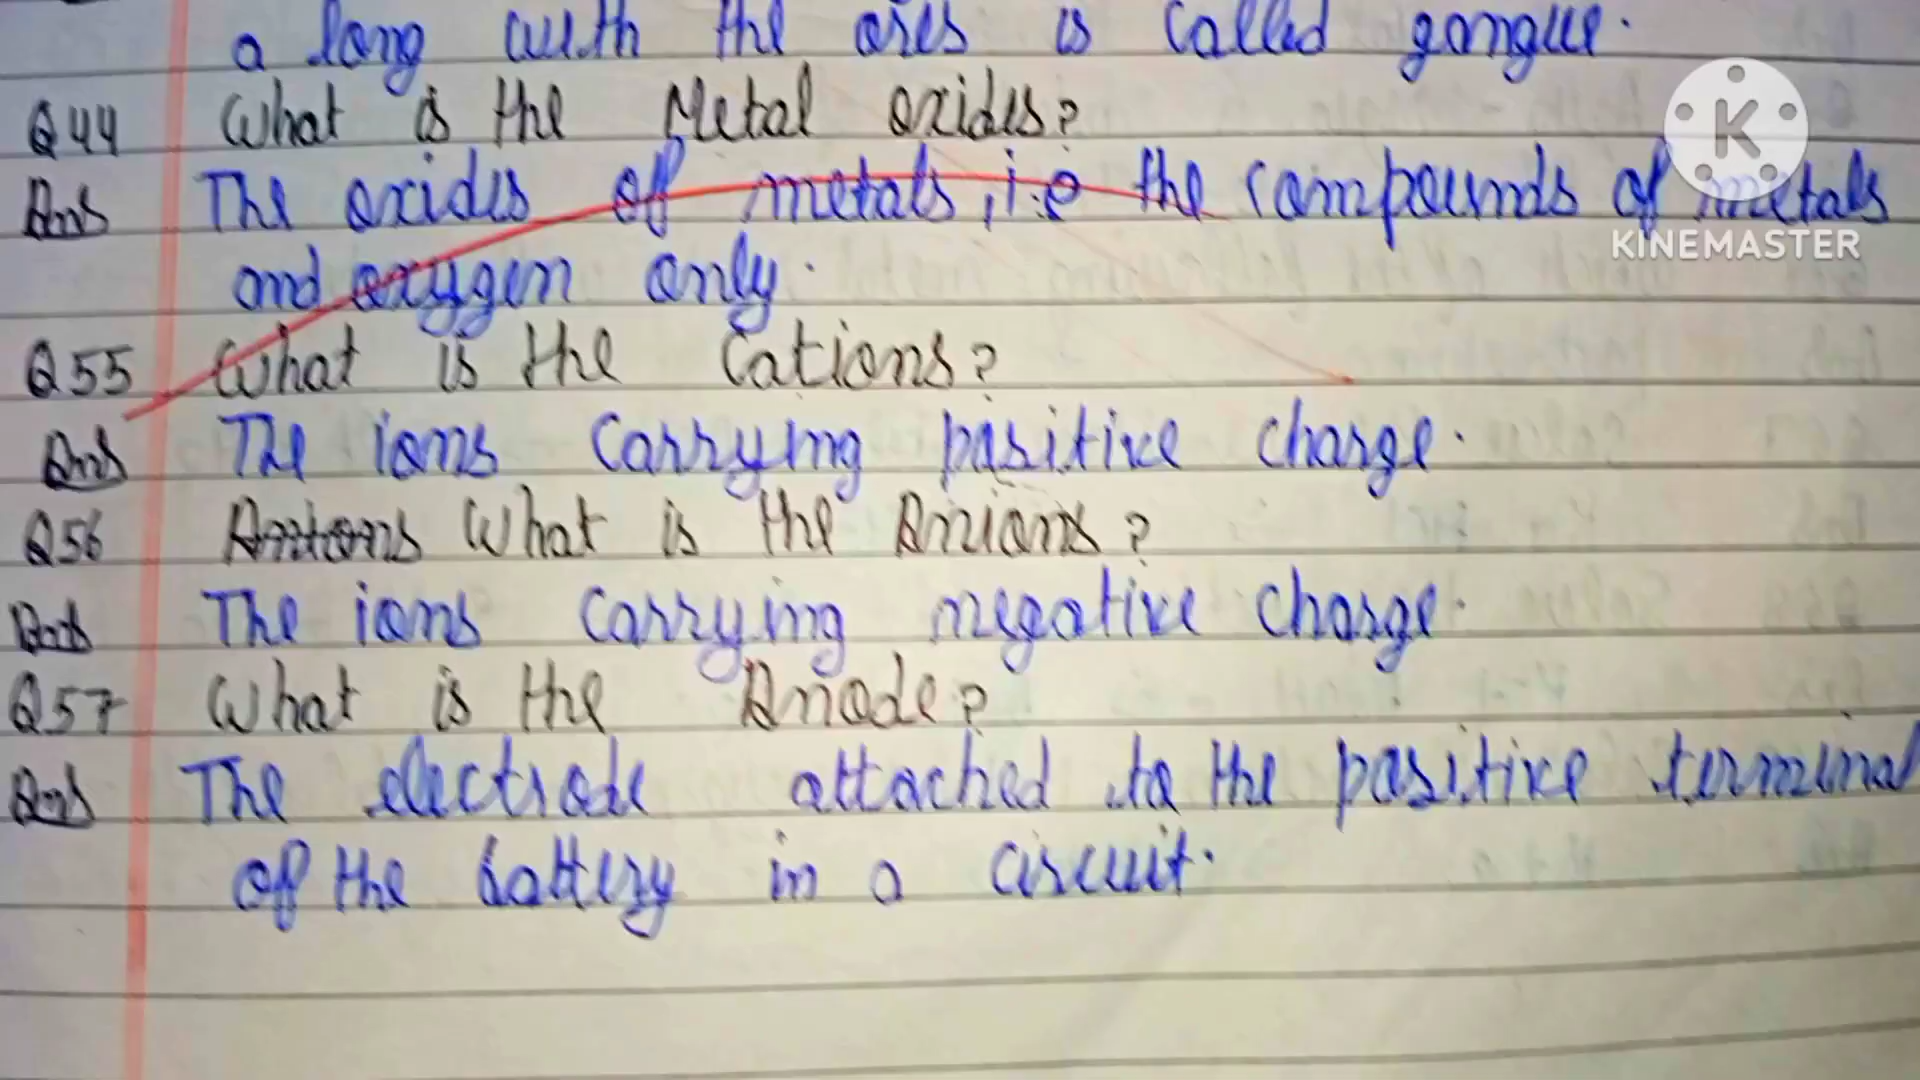 a long with the ores is called gangue.
Q44 What is the Metal oxides?
Ans The oxides of metals, i.e the compounds of metals
and oxygen only.
Q55 What is the Cations?
Ans The ions carrying positive charge.
Q56 Anions What is the Anions?
Ans The ions carrying negative charge.
Q57 What is the Anode?
Ans The electrode attached to the positive terminal
of the battery in a circuit.
K
KINEMASTER